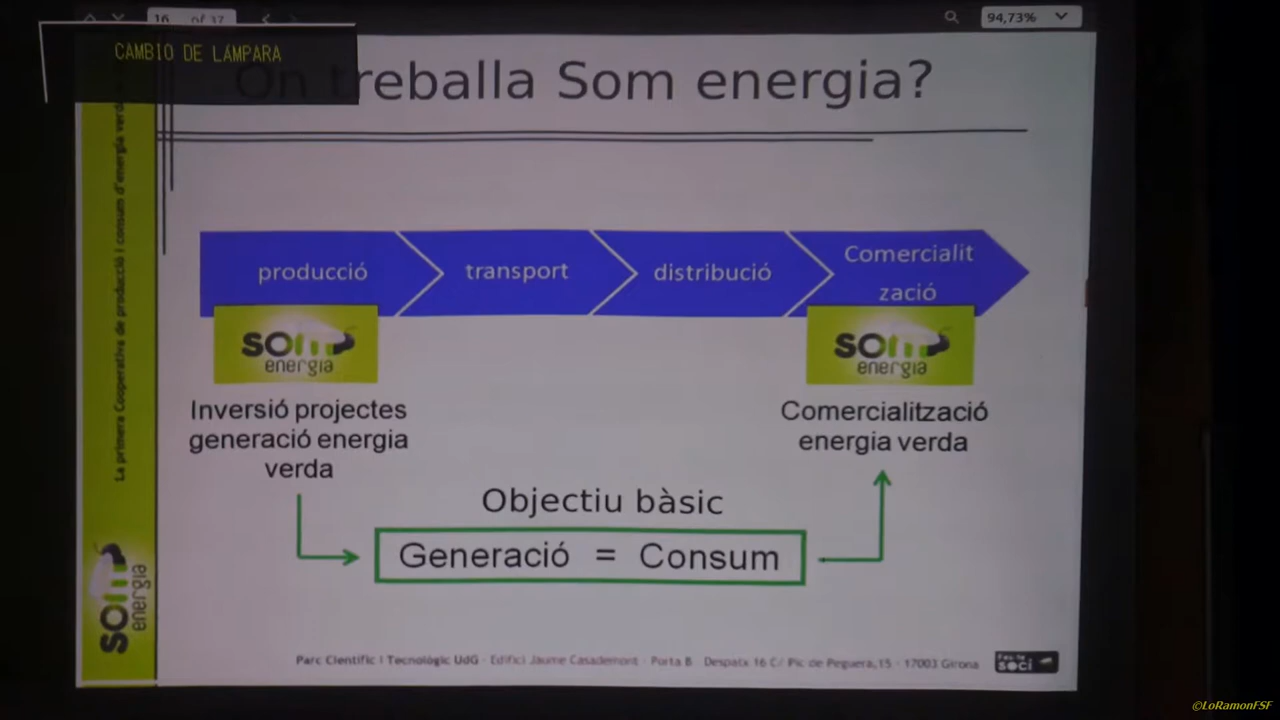 16 of 37
94,73%
CAMBIO DE LÁMPARA
On treballa Som energia?
La primera Cooperativa de producció i consum d'energia verda
producció
transport
distribució
Comercialit
zació
som
energia
som
energia
Inversió projectes
generació energia
verda
Comercialització
energia verda
Objectiu bàsic
Generació = Consum
som
energia
Parc Científic i Tecnològic UdG - Edifici Jaume Casademont - Porta B Despatx 16 C/ Pic de Peguera,15 - 17003 Girona
soci
©LoRamonFSF